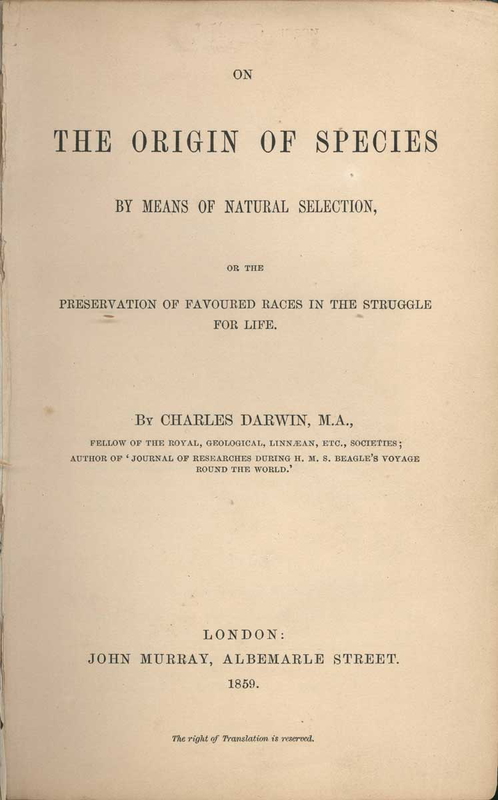 ON
THE ORIGIN OF SPECIES
BY MEANS OF NATURAL SELECTION,
OR THE
PRESERVATION OF FAVOURED RACES IN THE STRUGGLE
FOR LIFE.
BY CHARLES DARWIN, M.A.,
FELLOW OF THE ROYAL, GEOLOGICAL, LINNÆAN, ETC., SOCIETIES;
AUTHOR OF ‘JOURNAL OF RESEARCHES DURING H. M. S. BEAGLE’S VOYAGE
ROUND THE WORLD.’
LONDON:
JOHN MURRAY, ALBEMARLE STREET.
1859.
The right of Translation is reserved.